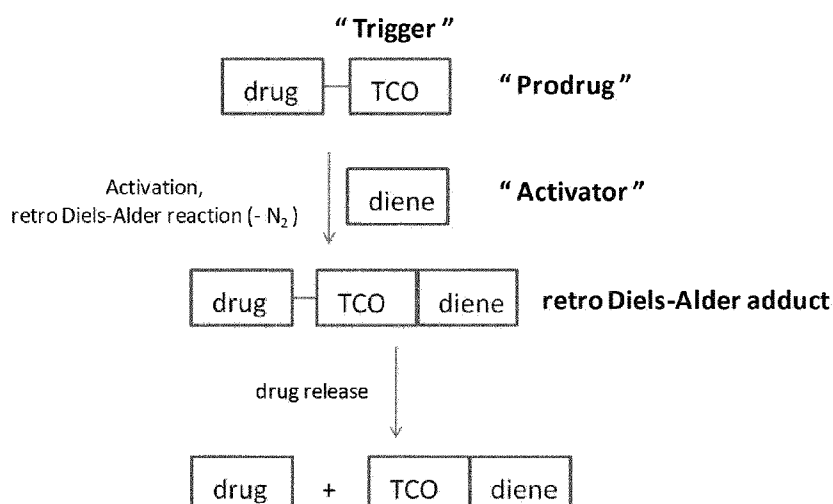 “ Trigger ”
drug
TCO
“ Prodrug ”
Activation,
retro Diels-Alder reaction (- N₂ )
diene
“ Activator ”
drug
TCO
diene
retro Diels-Alder adduct
drug release
drug
+
TCO
diene